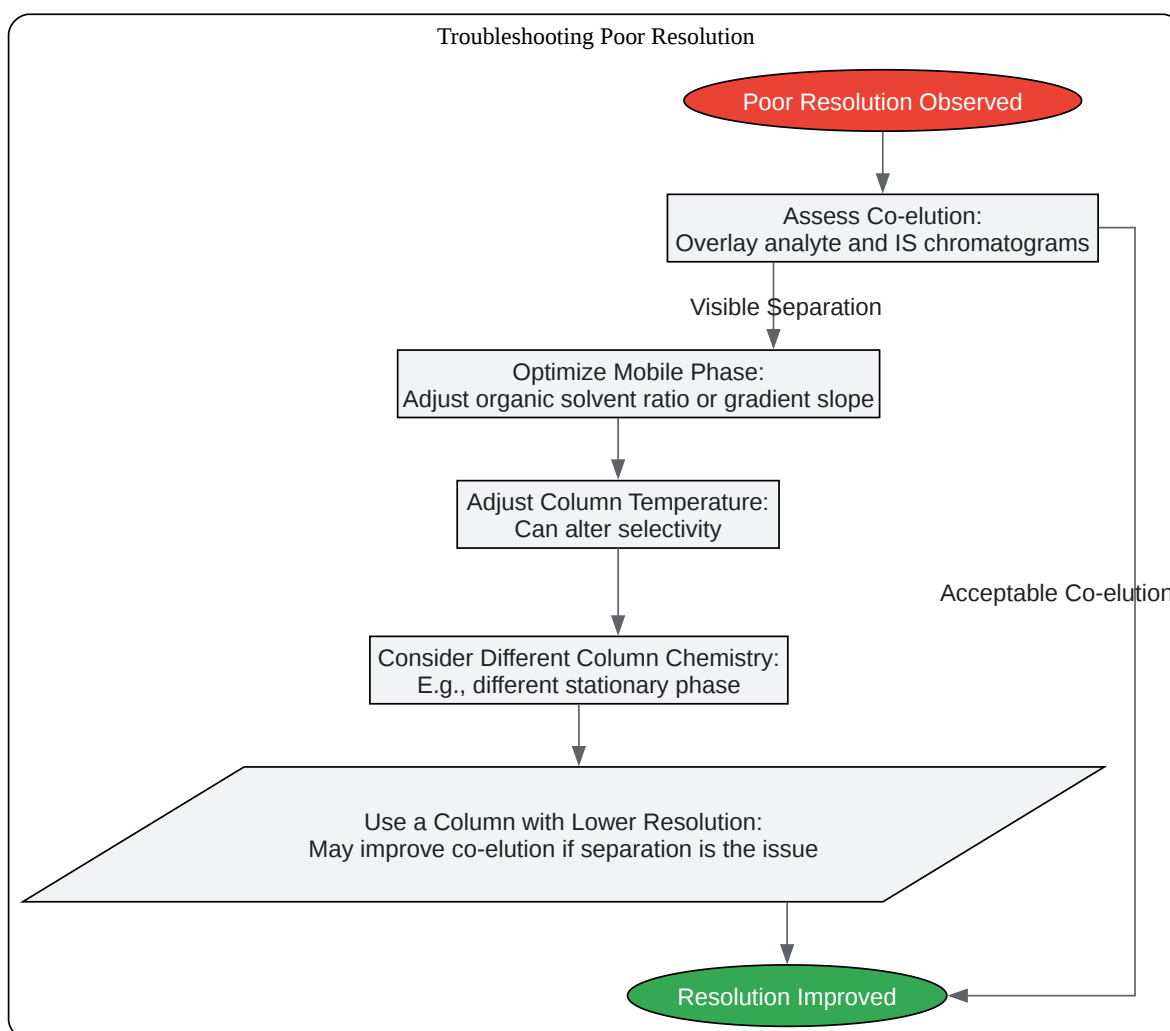 Troubleshooting Poor Resolution
Poor Resolution Observed
Assess Co-elution:
Overlay analyte and IS chromatograms
Visible Separation
Optimize Mobile Phase:
Adjust organic solvent ratio or gradient slope
Adjust Column Temperature:
Can alter selectivity
Acceptable Co-elution
Consider Different Column Chemistry:
E.g., different stationary phase
Use a Column with Lower Resolution:
May improve co-elution if separation is the issue
Resolution Improved